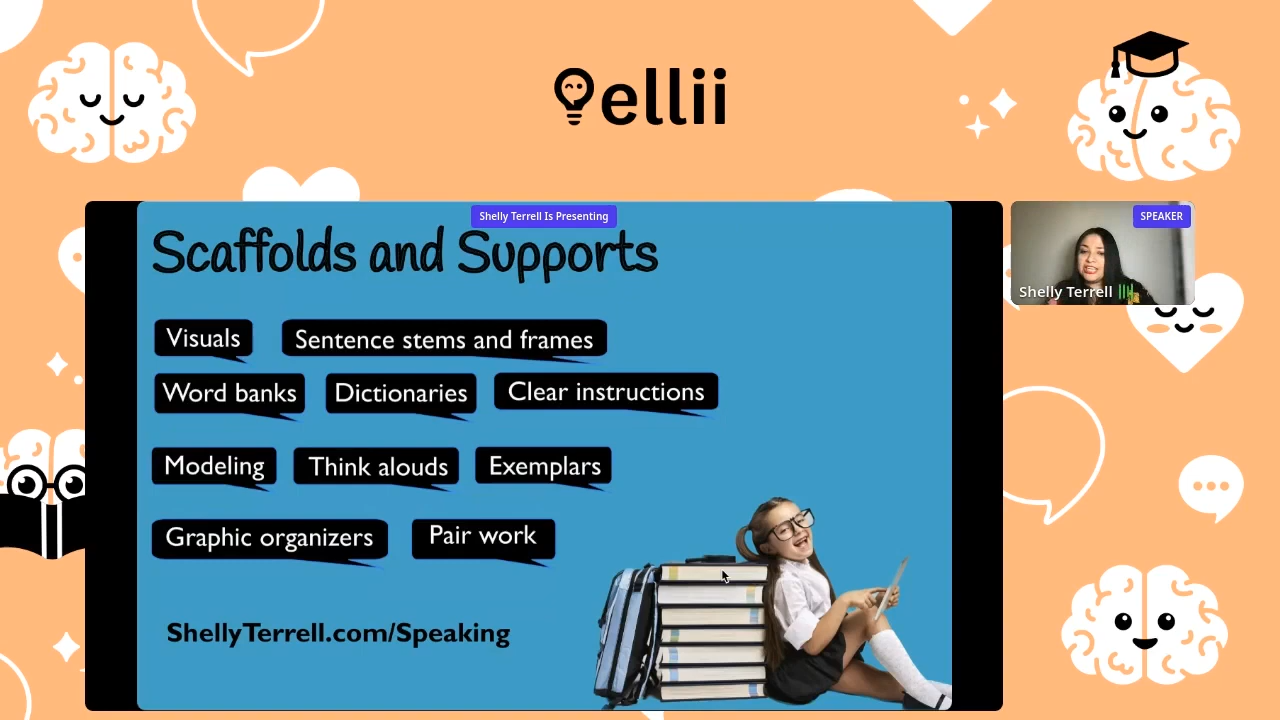 ellii
Shelly Terrell Is Presenting
SPEAKER
Scaffolds and Supports
Shelly Terrell
Visuals
Sentence stems and frames
Word banks
Dictionaries
Clear instructions
Modeling
Think alouds
Exemplars
Graphic organizers
Pair work
ShellyTerrell.com/Speaking